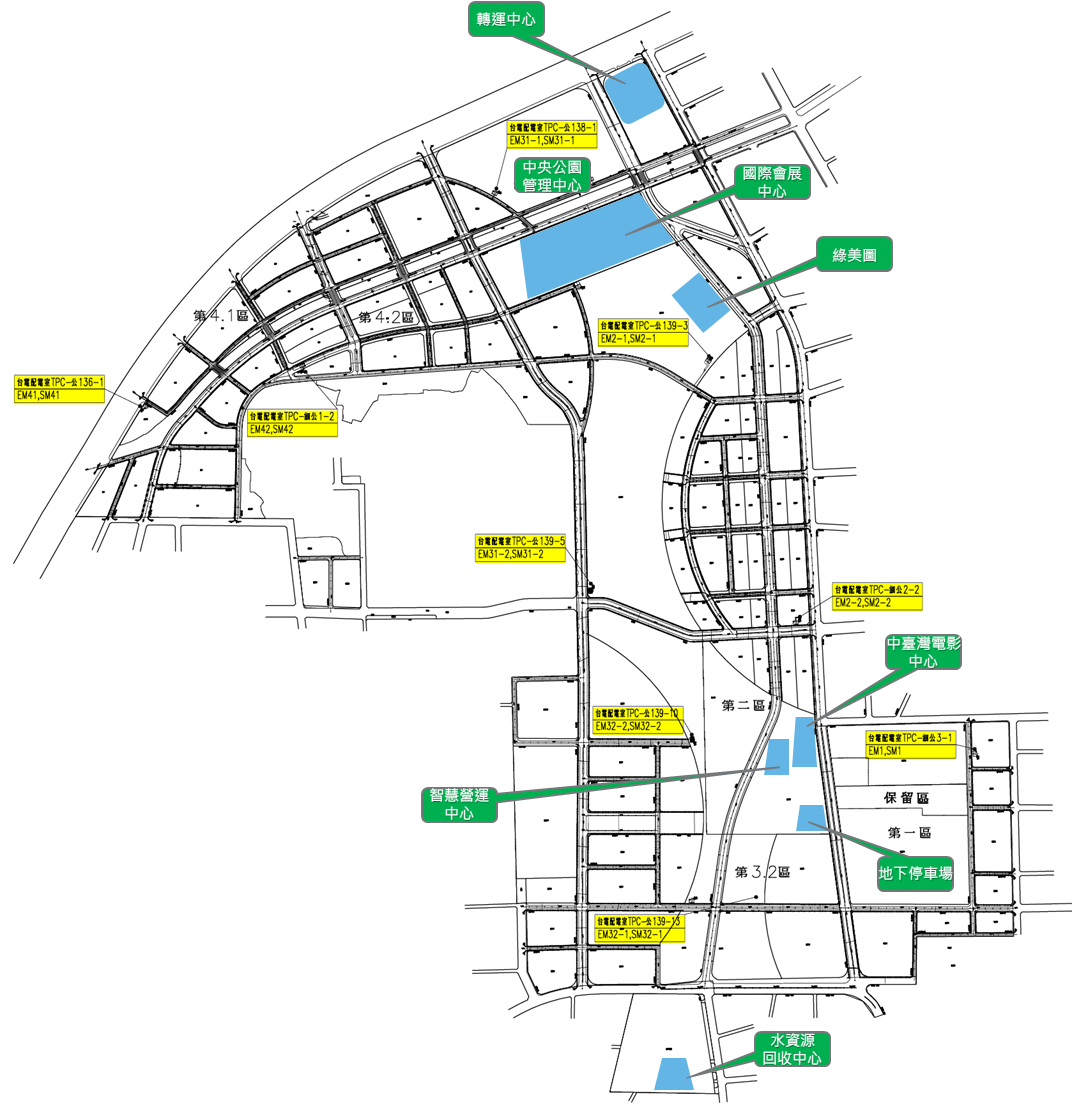 轉運中心
台電配電室TPC-公138-1
EM31-1,SM31-1
中央公園
管理中心
國際會展
中心
綠美圖
第4.1區
第4.2區
台電配電室TPC-公139-3
EM2-1,SM2-1
台電配電室TPC-公136-1
EM41,SM41
台電配電室TPC-細公1-2
EM42,SM42
台電配電室TPC-公139-5
EM31-2,SM31-2
台電配電室TPC-細公2-2
EM2-2,SM2-2
中臺灣電影
中心
第二區
台電配電室TPC-公139-10
EM32-2,SM32-2
台電配電室TPC-細公3-1
EM1,SM1
智慧營運
中心
保留區
第一區
地下停車場
第3.2區
台電配電室TPC-公139-13
EM32-1,SM32-1
水資源
回收中心